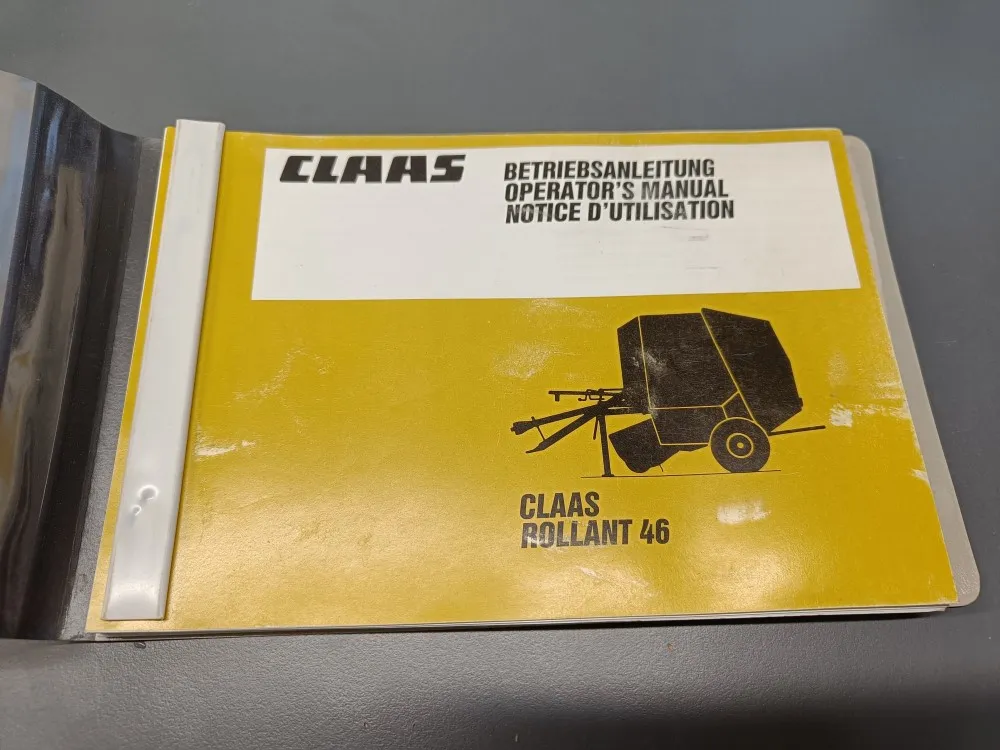 CLAAS
BETRIEBSANLEITUNG
OPERATOR'S MANUAL
NOTICE D'UTILISATION
CLAAS
ROLLANT 46